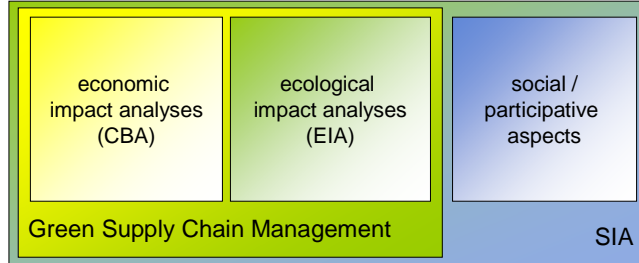 economic
impact analyses
(CBA)
ecological
impact analyses
(EIA)
social /
participative
aspects
Green Supply Chain Management
SIA